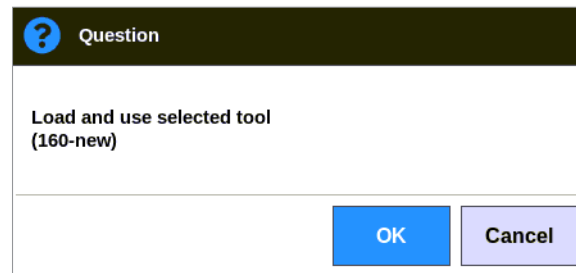 Question
Load and use selected tool
(160-new)
OK
Cancel